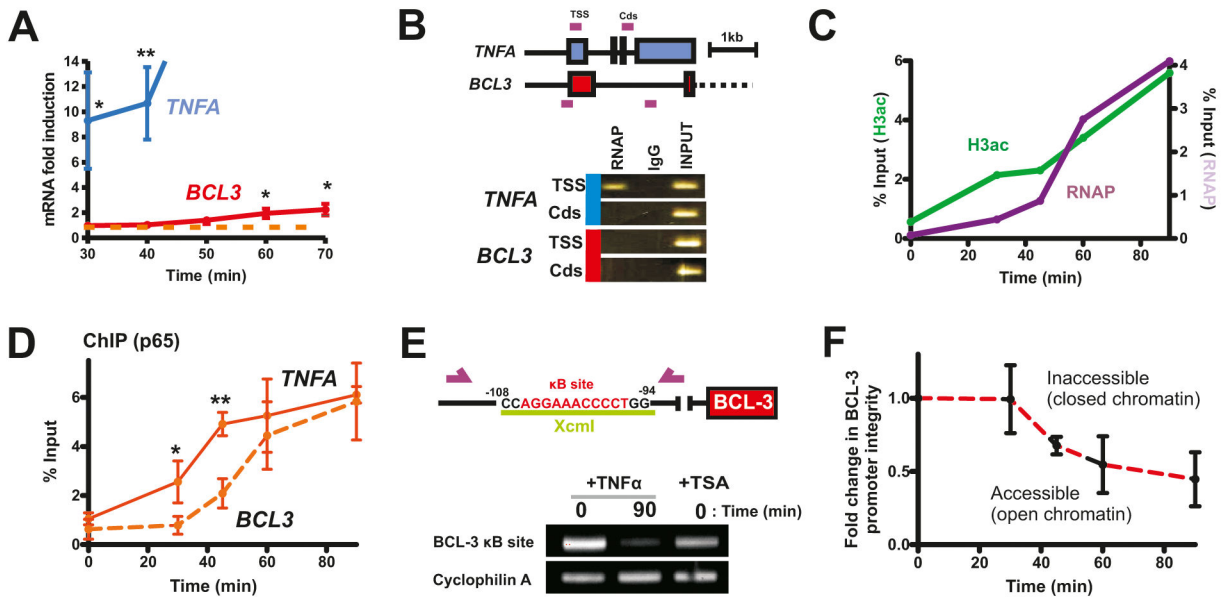 A
mRNA fold induction
14
12
10
8
6
4
2
0
*
**
TNFA
BCL3
*
*
30
40
50
60
70
Time (min)
B
TSS
Cds
TNFA
1kb
BCL3
RNAP
IgG
INPUT
TNFA
TSS
Cds
BCL3
TSS
Cds
C
% Input (H3ac)
6
4
2
0
H3ac
RNAP
4
3
2
1
0
% Input (RNAP)
0
20
40
60
80
Time (min)
D
ChIP (p65)
% Input
6
4
2
0
*
**
TNFA
BCL3
0
20
40
60
80
Time (min)
E
-108
κB site
-94
CCAGGAAACCCCTGG
XcmI
BCL-3
+TNFα
+TSA
0
90
0 : Time (min)
BCL-3 κB site
Cyclophilin A
F
Fold change in BCL-3 promoter integrity
1.0
0.5
0.0
Inaccessible
(closed chromatin)
Accessible
(open chromatin)
0
20
40
60
80
Time (min)